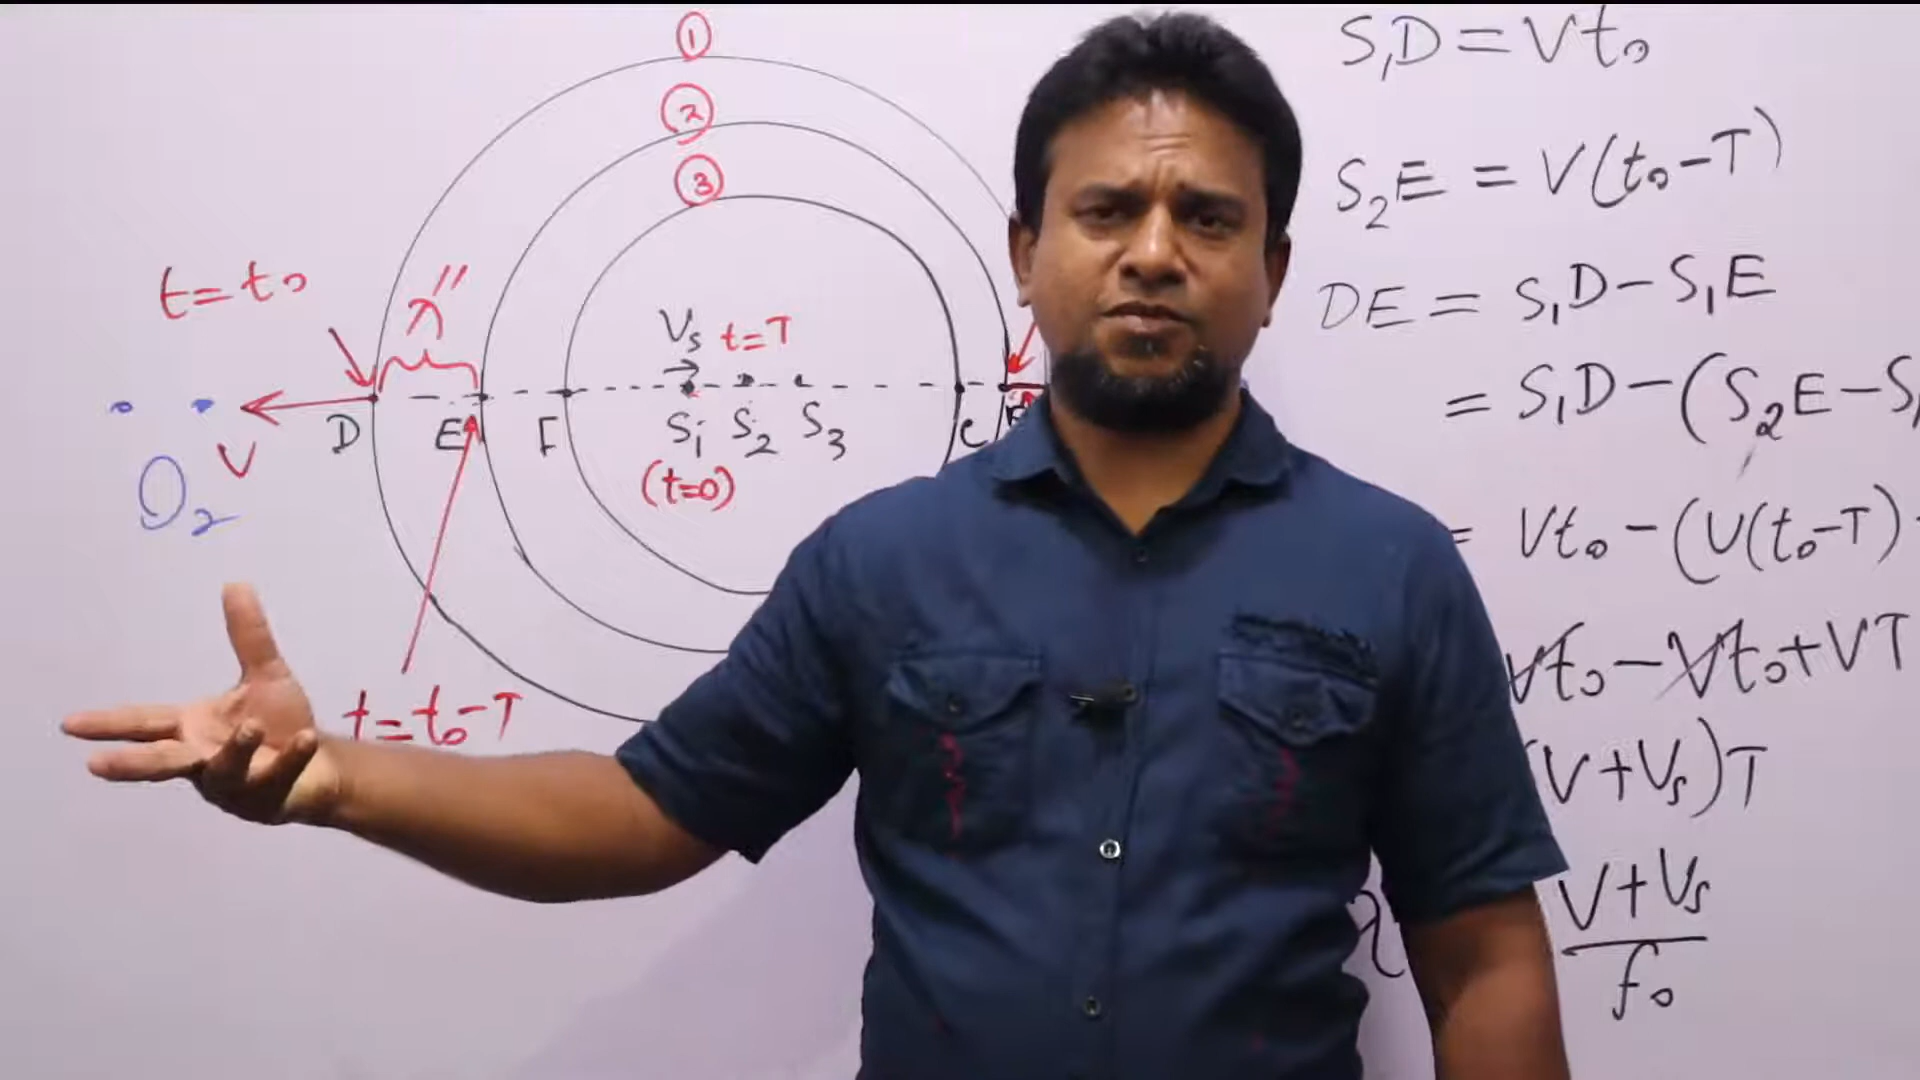 1
2
3
t = t₀
λ″
Vs t = T
D E F S₁ S₂ S₃ C
V
(t=0)
O₂
t = t₀ - T
S₁D = Vt₀
S₂E = V(t₀-T)
DE = S₁D - S₁E
= S₁D - (S₂E - S
= Vt₀ - (V(t₀-T)
Vt₀ - Vt₀ + VT
(V + Vs)T
λ V + Vs
f₀